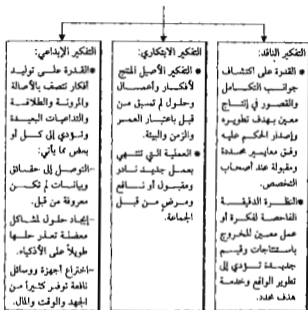 التفكير الناقد:
● القدرة على اكتشاف
جوانب التكامل
والقصور في إنتاج
معين بهدف تطويره
وإصدار الحكم عليه
وفق معايير محددة
ومقبولة عند أصحاب
التخصص.
● النظرة الدقيقة
الفاحصة لفكرة أو
عمل معين للخروج
باستنتاجات وقيم
جديدة تؤدي إلى
تطوير الواقع وخدمة
هدف محدد.
التفكير الابتكاري:
● التفكير الأصيل المنتج
لأفكار وأعمال
وحلول لم تسبق من
قبل باعتبار العمر
والزمن والبيئة.
● العملية التي تنتهي
بعمل جديد نادر
ومقبول أو نافع
ومرض من قبل
الجماعة.
التفكير الإبداعي:
● القدرة على توليد
أفكار تتصف بالأصالة
والمرونة والطلاقة
والتداعيات البعيدة
وتؤدي إلى كل أو
بعض مما يأتي:
-التوصل إلى حقائق
وبيانات لم تكن
معروفة من قبل.
-إيجاد حلول لمشاكل
معضلة تعذر حلها
طويلاً على الأذكياء.
-اختراع أجهزة ووسائل
نافعة توفر كثيراً من
الجهد والوقت والمال.